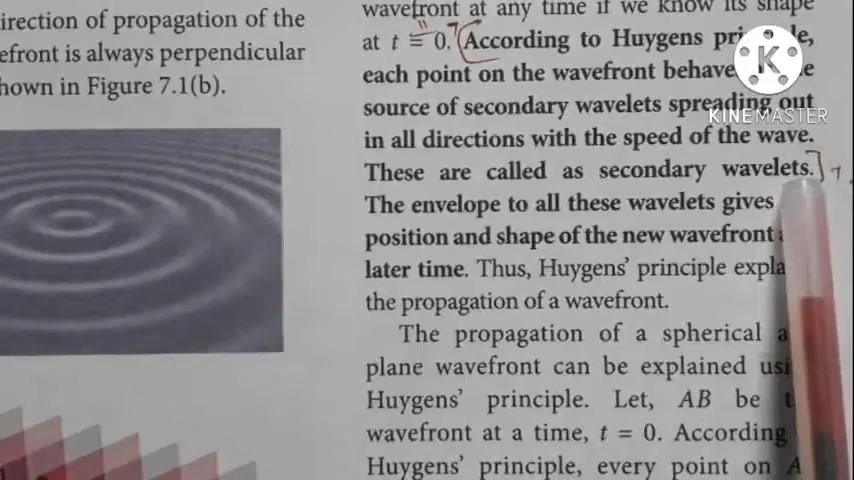 irection of propagation of the
efront is always perpendicular
hown in Figure 7.1(b).
wavefront at any time if we know its shape
at t = 0. According to Huygens
each point on the wavefront behave
source of secondary wavelets spreading out
in all directions with the speed of the wave.
These are called as secondary wavelets.
The envelope to all these wavelets gives
position and shape of the new wavefront
later time. Thus, Huygens' principle expla
the propagation of a wavefront.
The propagation of a spherical a
plane wavefront can be explained usi
Huygens' principle. Let, AB be t
wavefront at a time, t = 0. According
Huygens' principle, every point on A
K
KINEMASTER